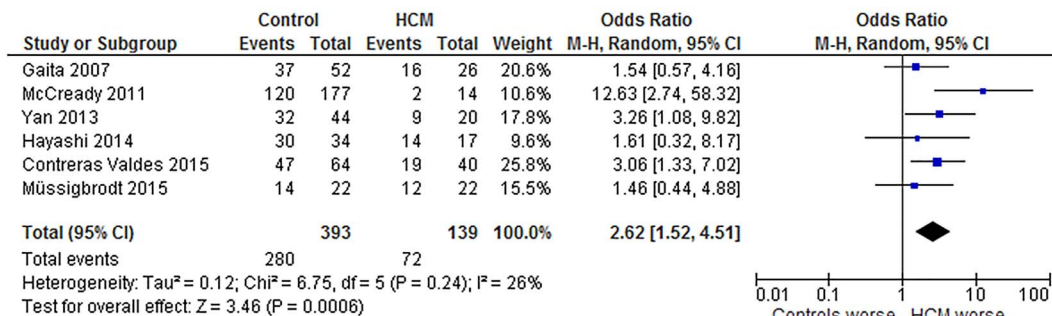 Control HCM Odds Ratio Odds Ratio
Study or Subgroup Events Total Events Total Weight M-H, Random, 95% CI M-H, Random, 95% CI
Gaita 2007 37 52 16 26 20.6% 1.54 [0.57, 4.16]
McCready 2011 120 177 2 14 10.6% 12.63 [2.74, 58.32]
Yan 2013 32 44 9 20 17.8% 3.26 [1.08, 9.82]
Hayashi 2014 30 34 14 17 9.6% 1.61 [0.32, 8.17]
Contreras Valdes 2015 47 64 19 40 25.8% 3.06 [1.33, 7.02]
Müssigbrodt 2015 14 22 12 22 15.5% 1.46 [0.44, 4.88]
Total (95% CI) 393 139 100.0% 2.62 [1.52, 4.51]
Total events 280 72
Heterogeneity: Tau² = 0.12; Chi² = 6.75, df = 5 (P = 0.24); I² = 26%
Test for overall effect: Z = 3.46 (P = 0.0006)
0.01 0.1 1 10 100
Controls worse HCM worse